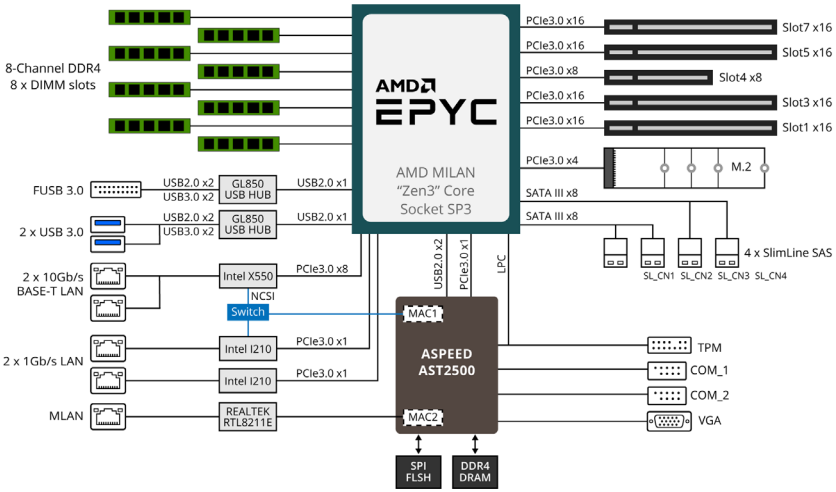 8-Channel DDR4
8 x DIMM slots
AMD
EPYC
AMD MILAN
“Zen3” Core
Socket SP3
PCIe3.0 x16
Slot7 x16
PCIe3.0 x16
Slot5 x16
PCIe3.0 x8
Slot4 x8
PCIe3.0 x16
Slot3 x16
PCIe3.0 x16
Slot1 x16
PCIe3.0 x4
M.2
SATA III x8
SATA III x8
4 x SlimLine SAS
SL_CN1 SL_CN2 SL_CN3 SL_CN4
FUSB 3.0
USB2.0 x2
USB3.0 x2
GL850
USB HUB
USB2.0 x1
2 x USB 3.0
USB2.0 x2
USB3.0 x2
GL850
USB HUB
USB2.0 x1
2 x 10Gb/s
BASE-T LAN
Intel X550
PCIe3.0 x8
NCSI
Switch
2 x 1Gb/s LAN
Intel I210
PCIe3.0 x1
Intel I210
PCIe3.0 x1
MLAN
REALTEK
RTL8211E
USB2.0 x2
PCIe3.0 x1
LPC
MAC1
ASPEED
AST2500
MAC2
SPI
FLSH
DDR4
DRAM
TPM
COM_1
COM_2
VGA